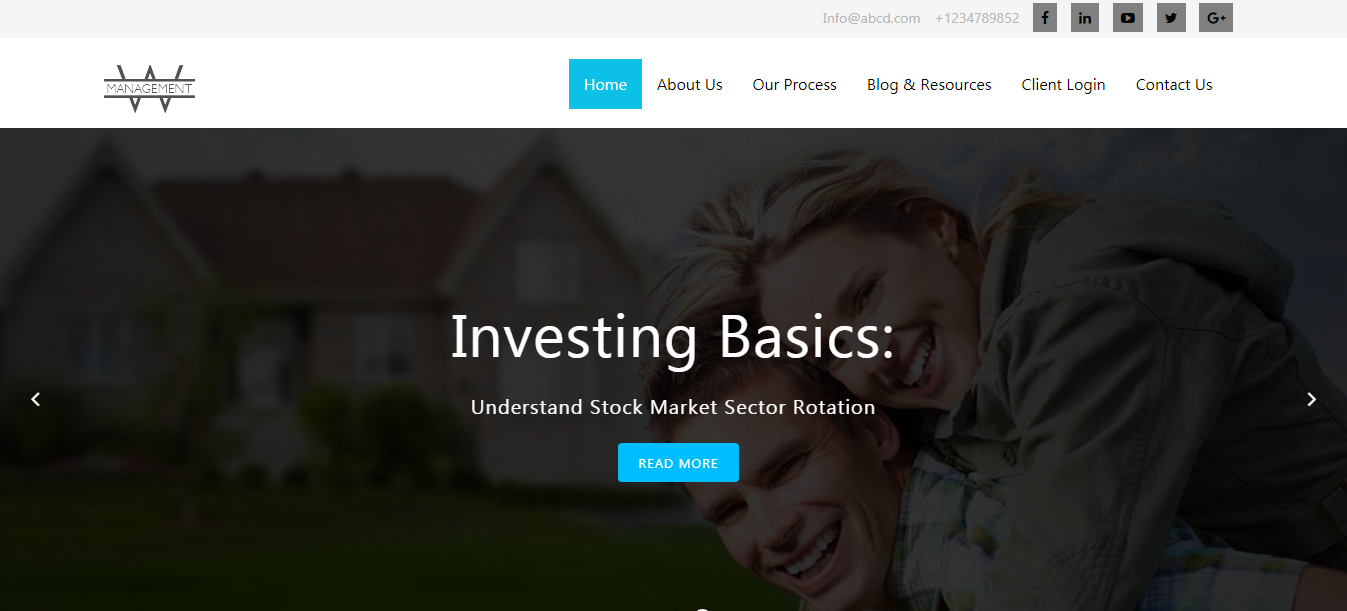 Info@abcd.com +1234789852
W
MANAGEMENT
Home About Us Our Process Blog & Resources Client Login Contact Us
Investing Basics:
Understand Stock Market Sector Rotation
READ MORE